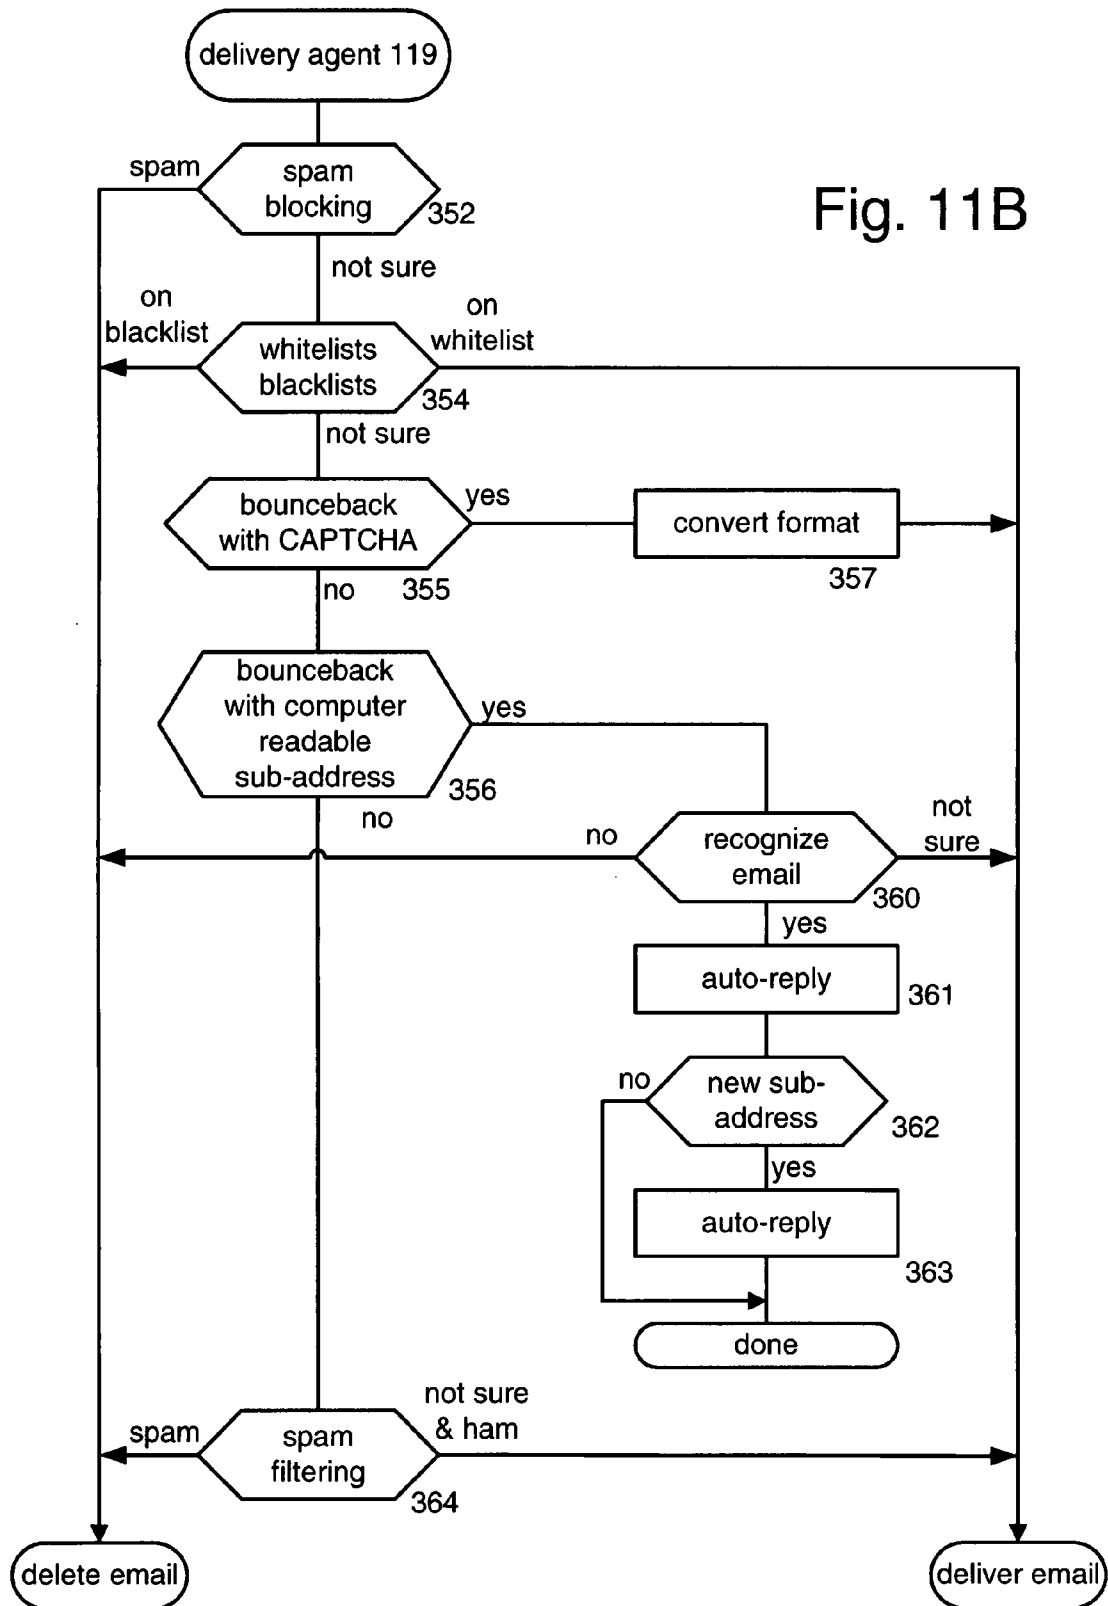 delivery agent 119
spam
spam
blocking
352
Fig. 11B
not sure
on
blacklist
on
whitelist
whitelists
blacklists
354
not sure
bounceback
with CAPTCHA
355
yes
convert format
357
no
bounceback
with computer
readable
sub-address
356
yes
no
no
recognize
email
360
not
sure
yes
auto-reply
361
no
new sub-
address
362
yes
auto-reply
363
done
spam
spam
filtering
364
not sure
& ham
delete email
deliver email